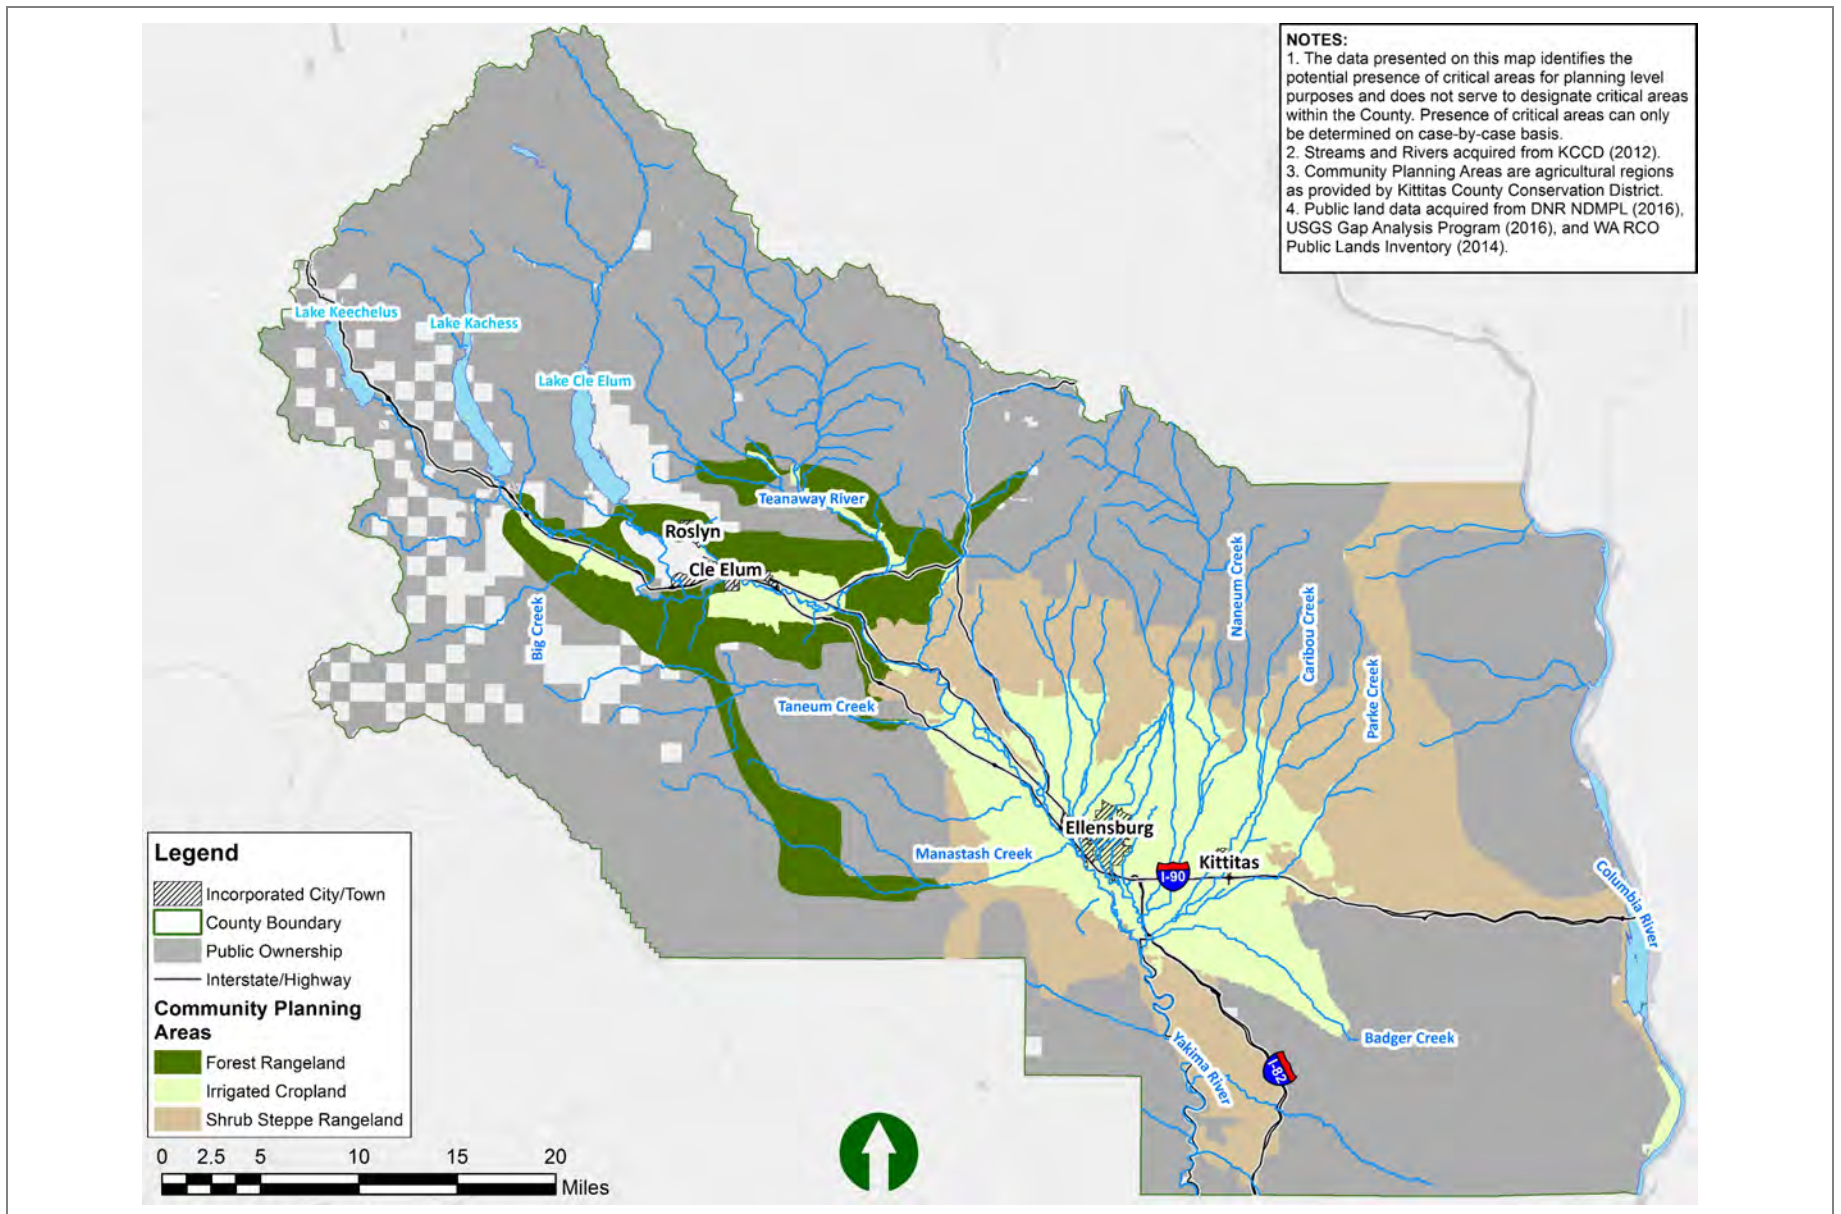 NOTES:
1. The data presented on this map identifies the
potential presence of critical areas for planning level
purposes and does not serve to designate critical areas
within the County. Presence of critical areas can only
be determined on case-by-case basis.
2. Streams and Rivers acquired from KCCD (2012).
3. Community Planning Areas are agricultural regions
as provided by Kittitas County Conservation District.
4. Public land data acquired from DNR NDMPL (2016),
USGS Gap Analysis Program (2016), and WA RCO
Public Lands Inventory (2014).
Lake Keechelus
Lake Kachess
Lake Cle Elum
Teanaway River
Roslyn
Cle Elum
Big Creek
Naneum Creek
Caribou Creek
Parke Creek
Taneum Creek
Ellensburg
Manastash Creek
Kittitas
I-90
Columbia River
Badger Creek
Yakima River
I-82
Legend
Incorporated City/Town
County Boundary
Public Ownership
Interstate/Highway
Community Planning
Areas
Forest Rangeland
Irrigated Cropland
Shrub Steppe Rangeland
0 2.5 5 10 15 20
Miles